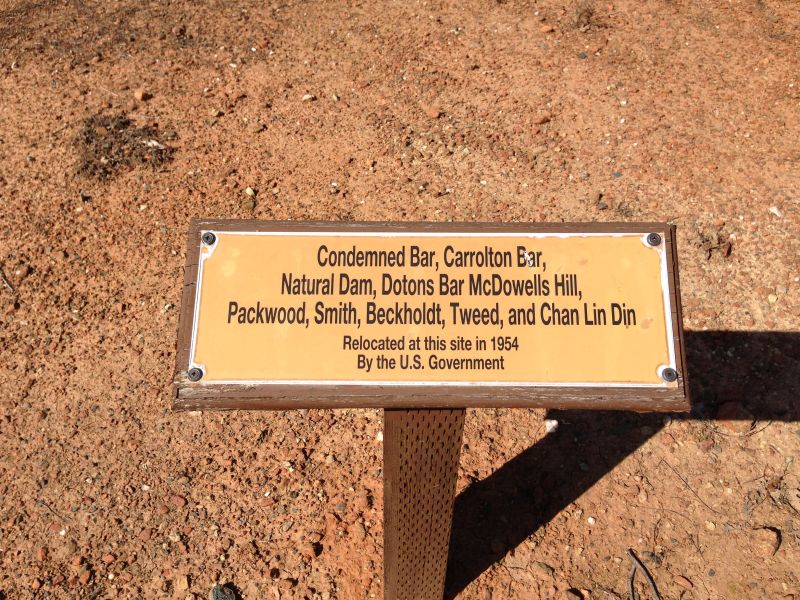 Condemned Bar, Carrolton Bar,
Natural Dam, Dotons Bar McDowells Hill,
Packwood, Smith, Beckholdt, Tweed, and Chan Lin Din
Relocated at this site in 1954
By the U.S. Government